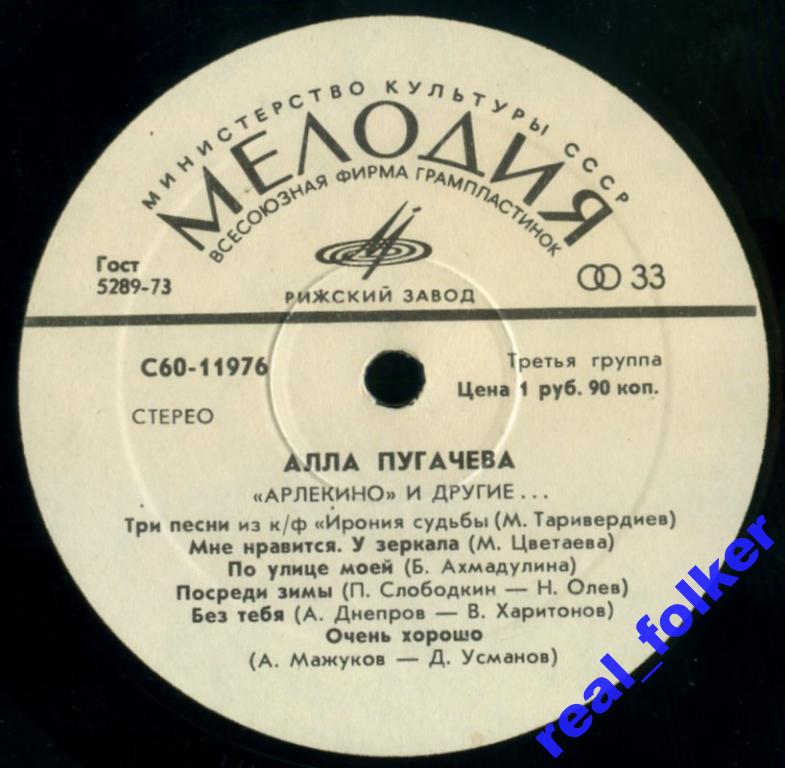 МИНИСТЕРСТВО КУЛЬТУРЫ СССР
МЕЛОДИЯ
ВСЕСОЮЗНАЯ ФИРМА ГРАМПЛАСТИНОК
Гост
5289-73
РИЖСКИЙ ЗАВОД
33
С60-11976
Третья группа
Цена 1 руб. 90 коп.
СТЕРЕО
АЛЛА ПУГАЧЕВА
«АРЛЕКИНО» И ДРУГИЕ...
Три песни из к/ф «Ирония судьбы (М. Таривердиев)
Мне нравится. У зеркала (М. Цветаева)
По улице моей (Б. Ахмадулина)
Посреди зимы (П. Слободкин — Н. Олев)
Без тебя (А. Днепров — В. Харитонов)
Очень хорошо
(А. Мажуков — Д. Усманов)
real_folker